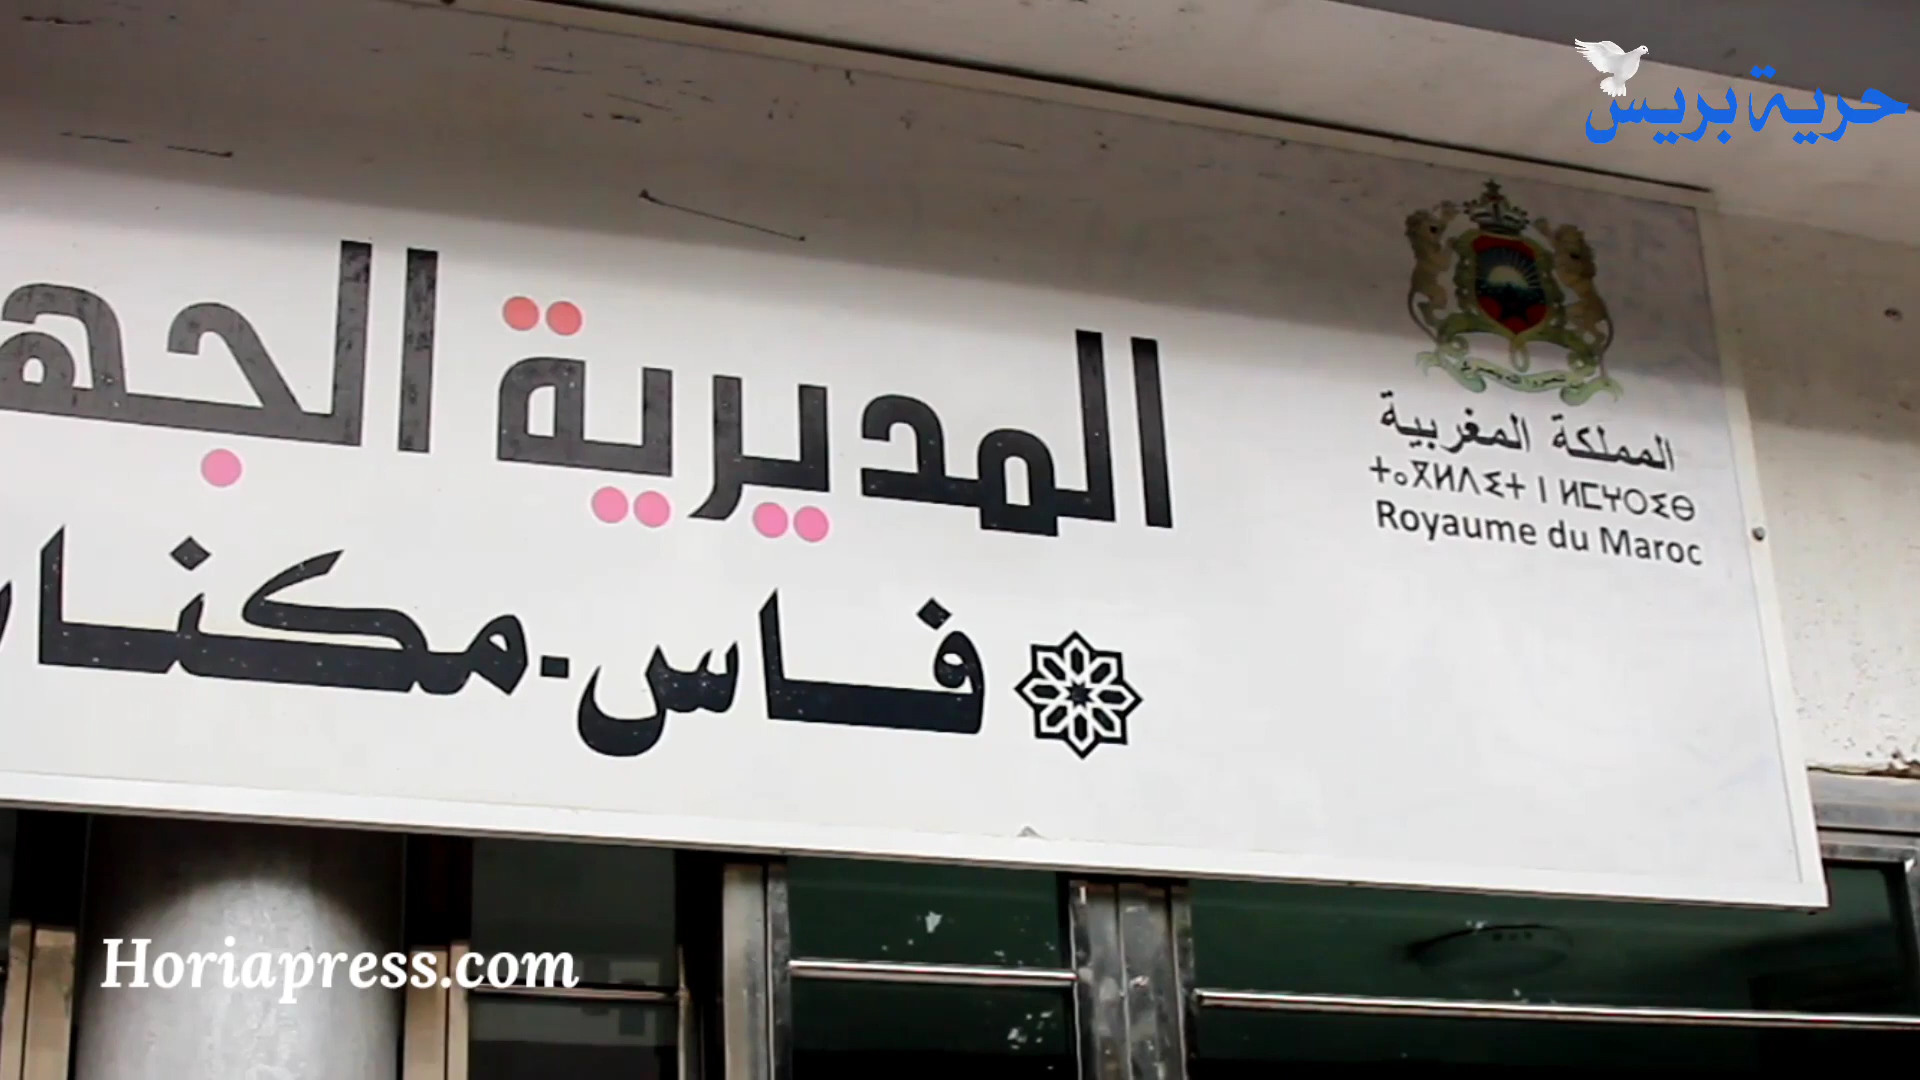 حرية بريس
المملكة المغربية
ⵜⴰⴳⵍⴷⵉⵜ ⵏ ⵍⵎⵖⵔⵉⴱ
Royaume du Maroc
المديرية الجه
فاس-مكنا
Horiapress.com